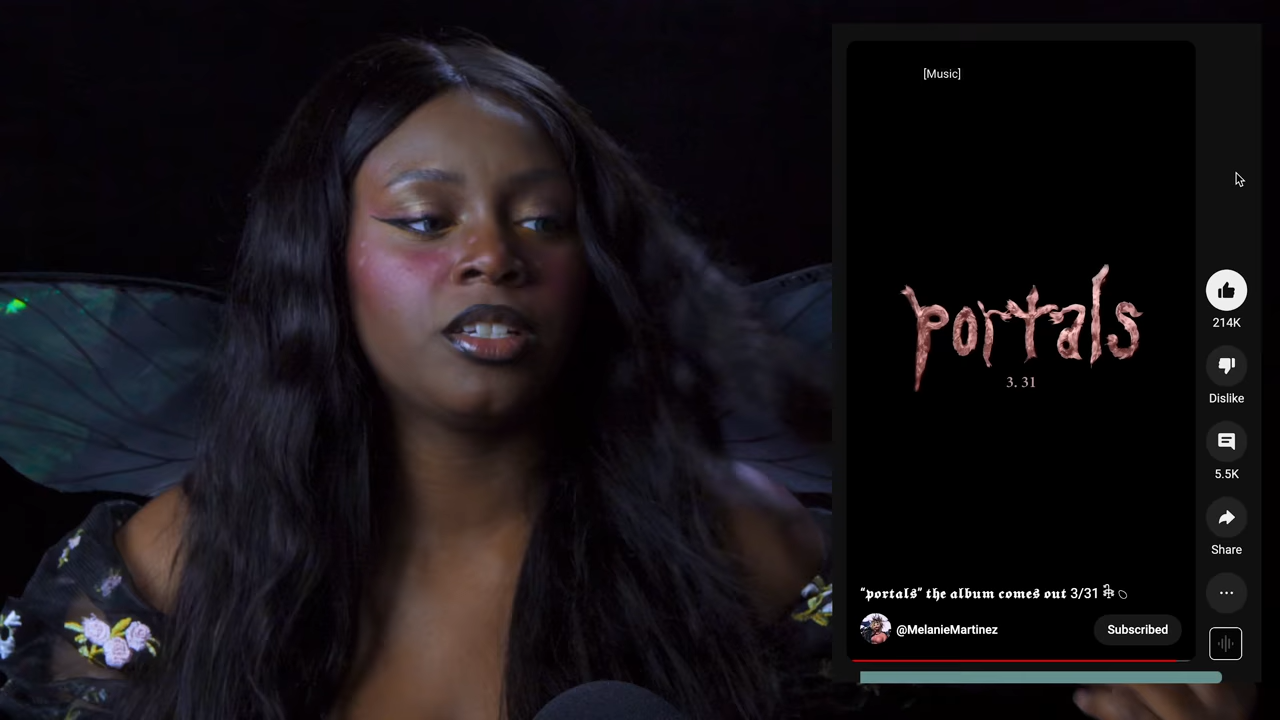 [Music]
portals
3. 31
214K
Dislike
5.5K
Share
“𝖕𝖔𝖗𝖙𝖆𝖑𝖘” 𝖙𝖍𝖊 𝖆𝖑𝖇𝖚𝖒 𝖈𝖔𝖒𝖊𝖘 𝖔𝖚𝖙 3/31
@MelanieMartinez
Subscribed